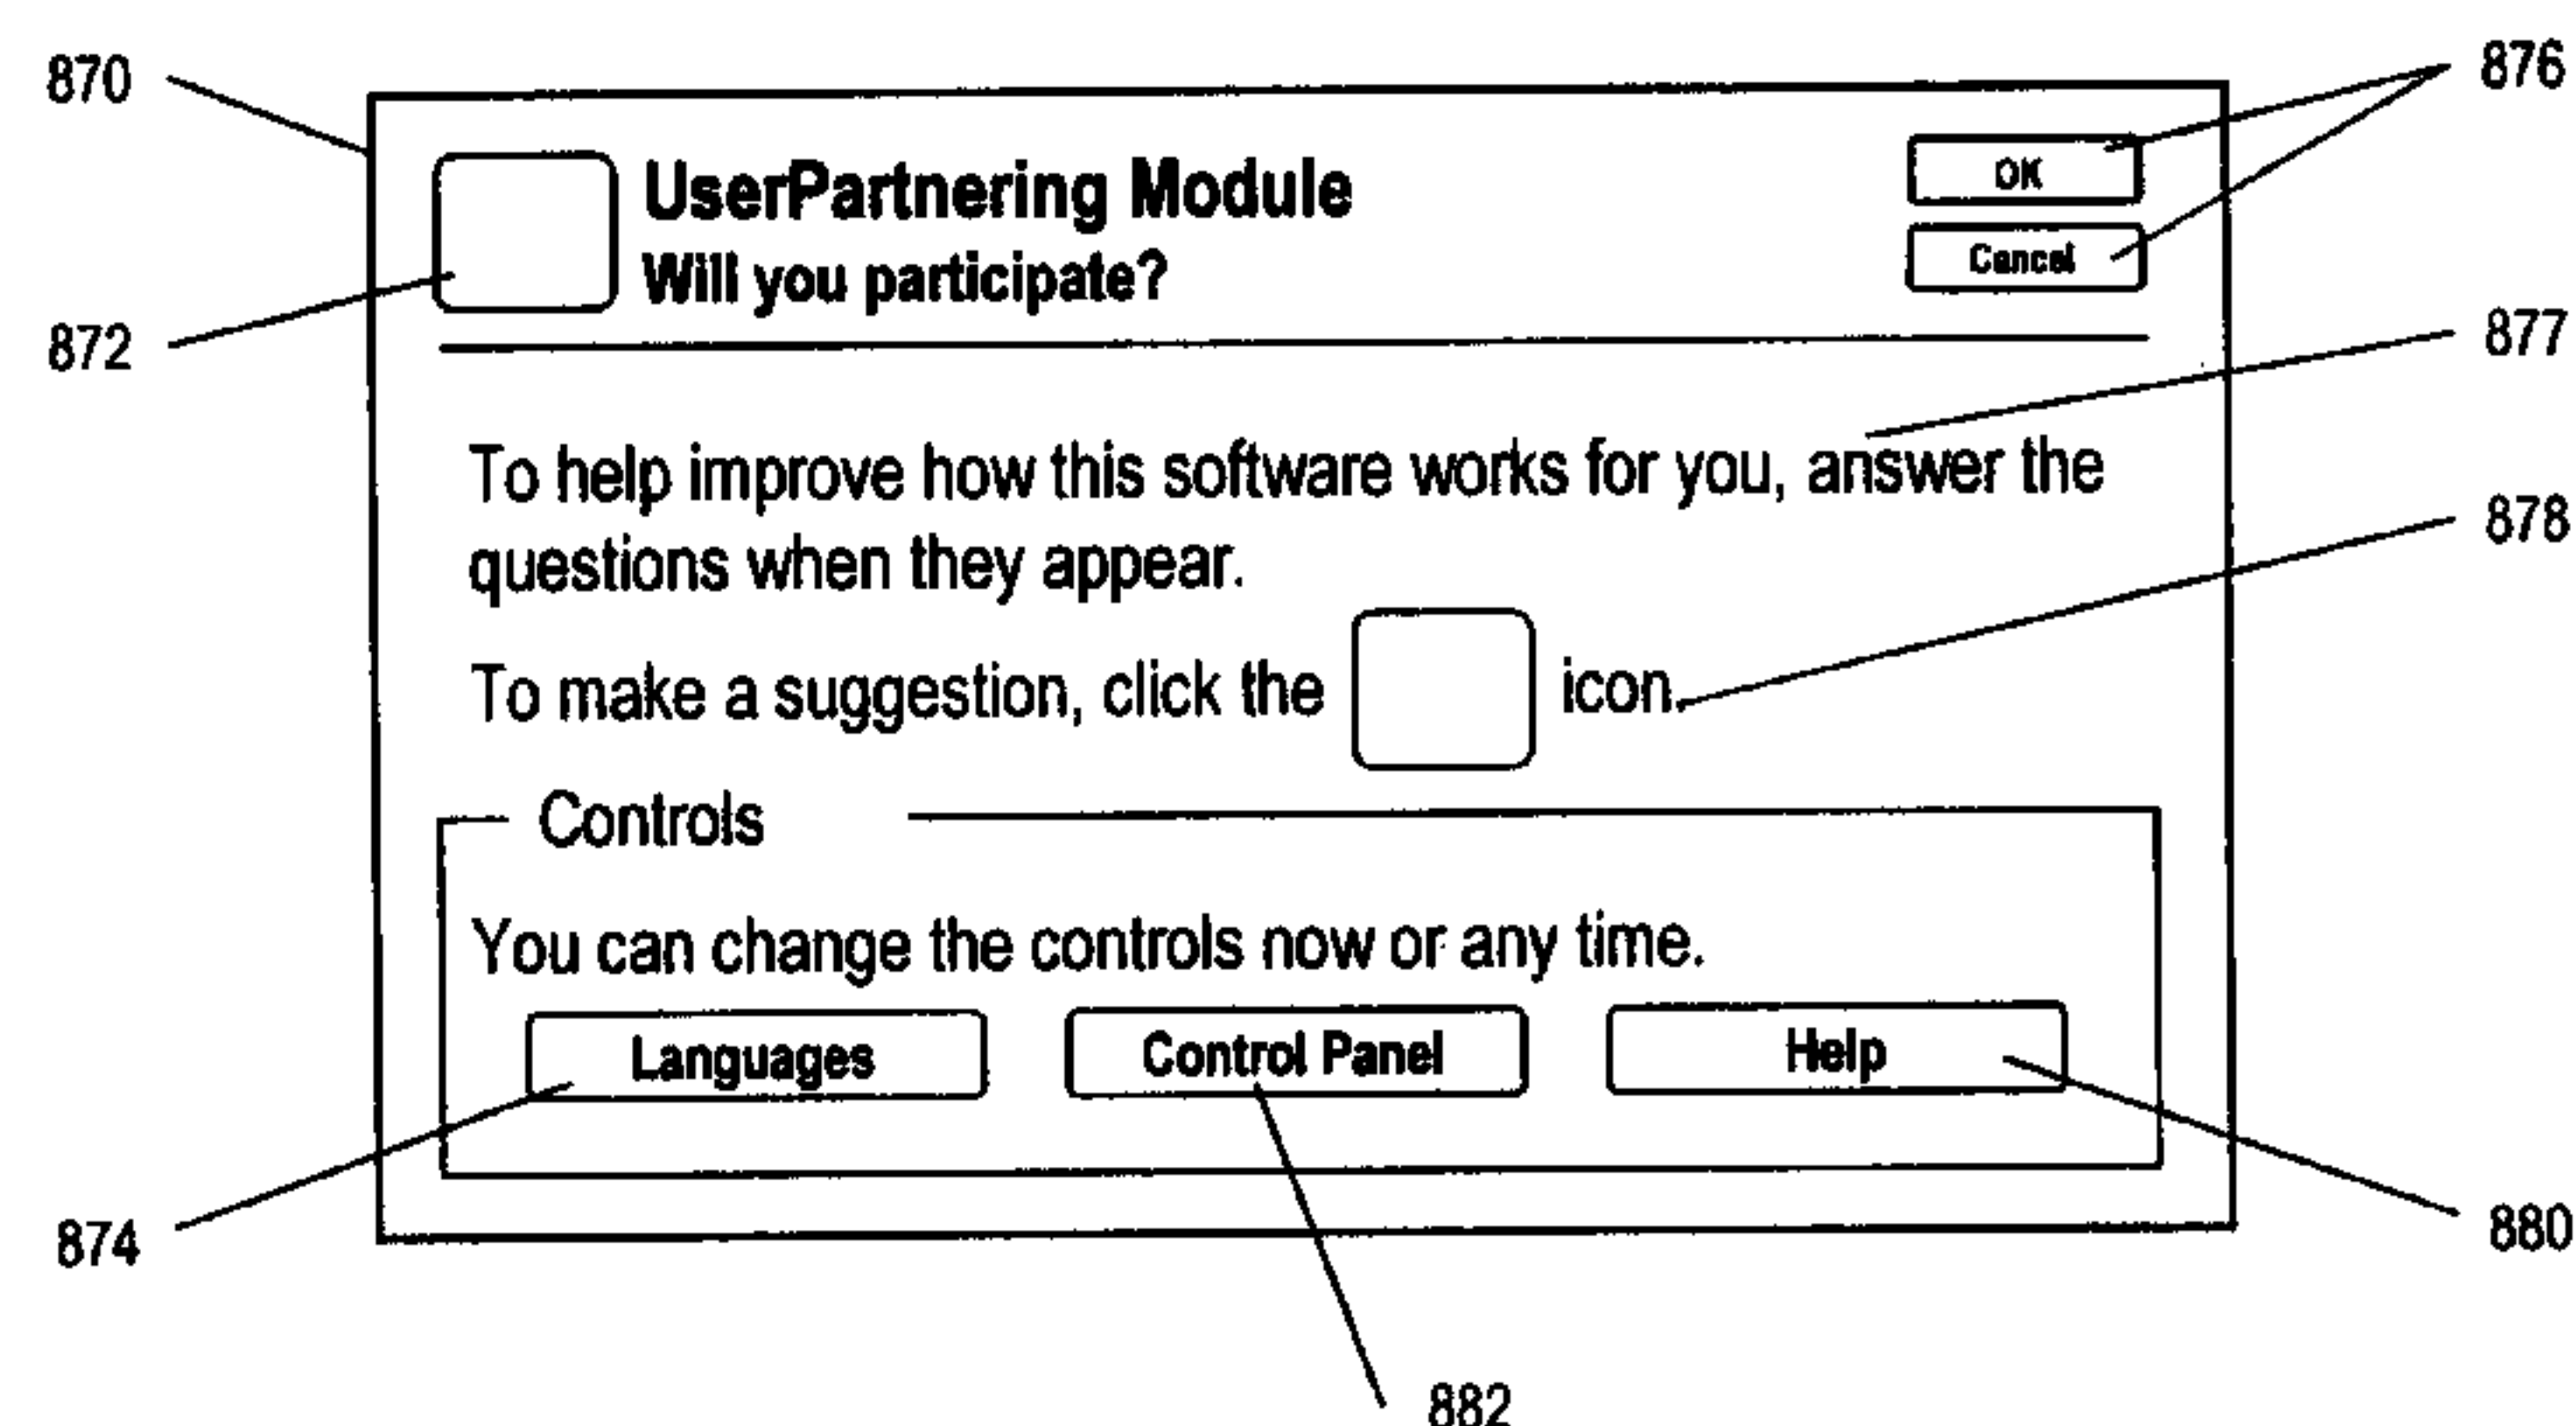 870
876
UserPartnering Module
OK
Will you participate?
Cancel
872
877
To help improve how this software works for you, answer the
questions when they appear.
878
To make a suggestion, click the icon.
Controls
You can change the controls now or any time.
Languages
Control Panel
Help
874
880
882